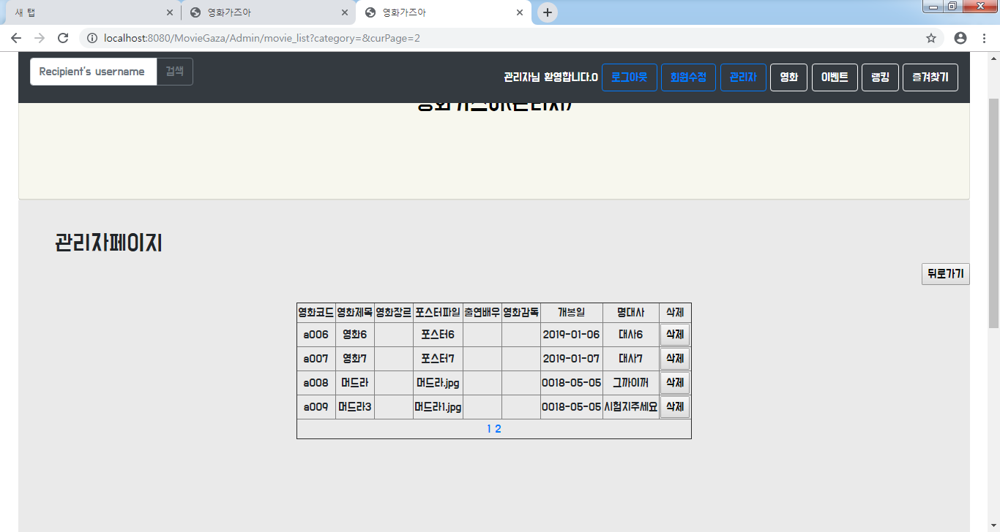 새 탭
영화가즈아
영화가즈아
localhost:8080/MovieGaza/Admin/movie_list?category=&curPage=2
Recipient's username 검색 관리자님 환영합니다.0 로그아웃 회원수정 관리자 영화 이벤트 랭킹 즐겨찾기
영화가즈아(관리자)
관리자페이지
뒤로가기
영화코드 영화제목 영화장르 포스터파일 출연배우 영화감독 개봉일 명대사 삭제
a006 영화6 포스터6 2019-01-06 대사6 삭제
a007 영화7 포스터7 2019-01-07 대사7 삭제
a008 머드라 머드라.jpg 0018-05-05 그까이꺼 삭제
a009 머드라3 머드라1.jpg 0018-05-05 시험지주세요 삭제
1 2